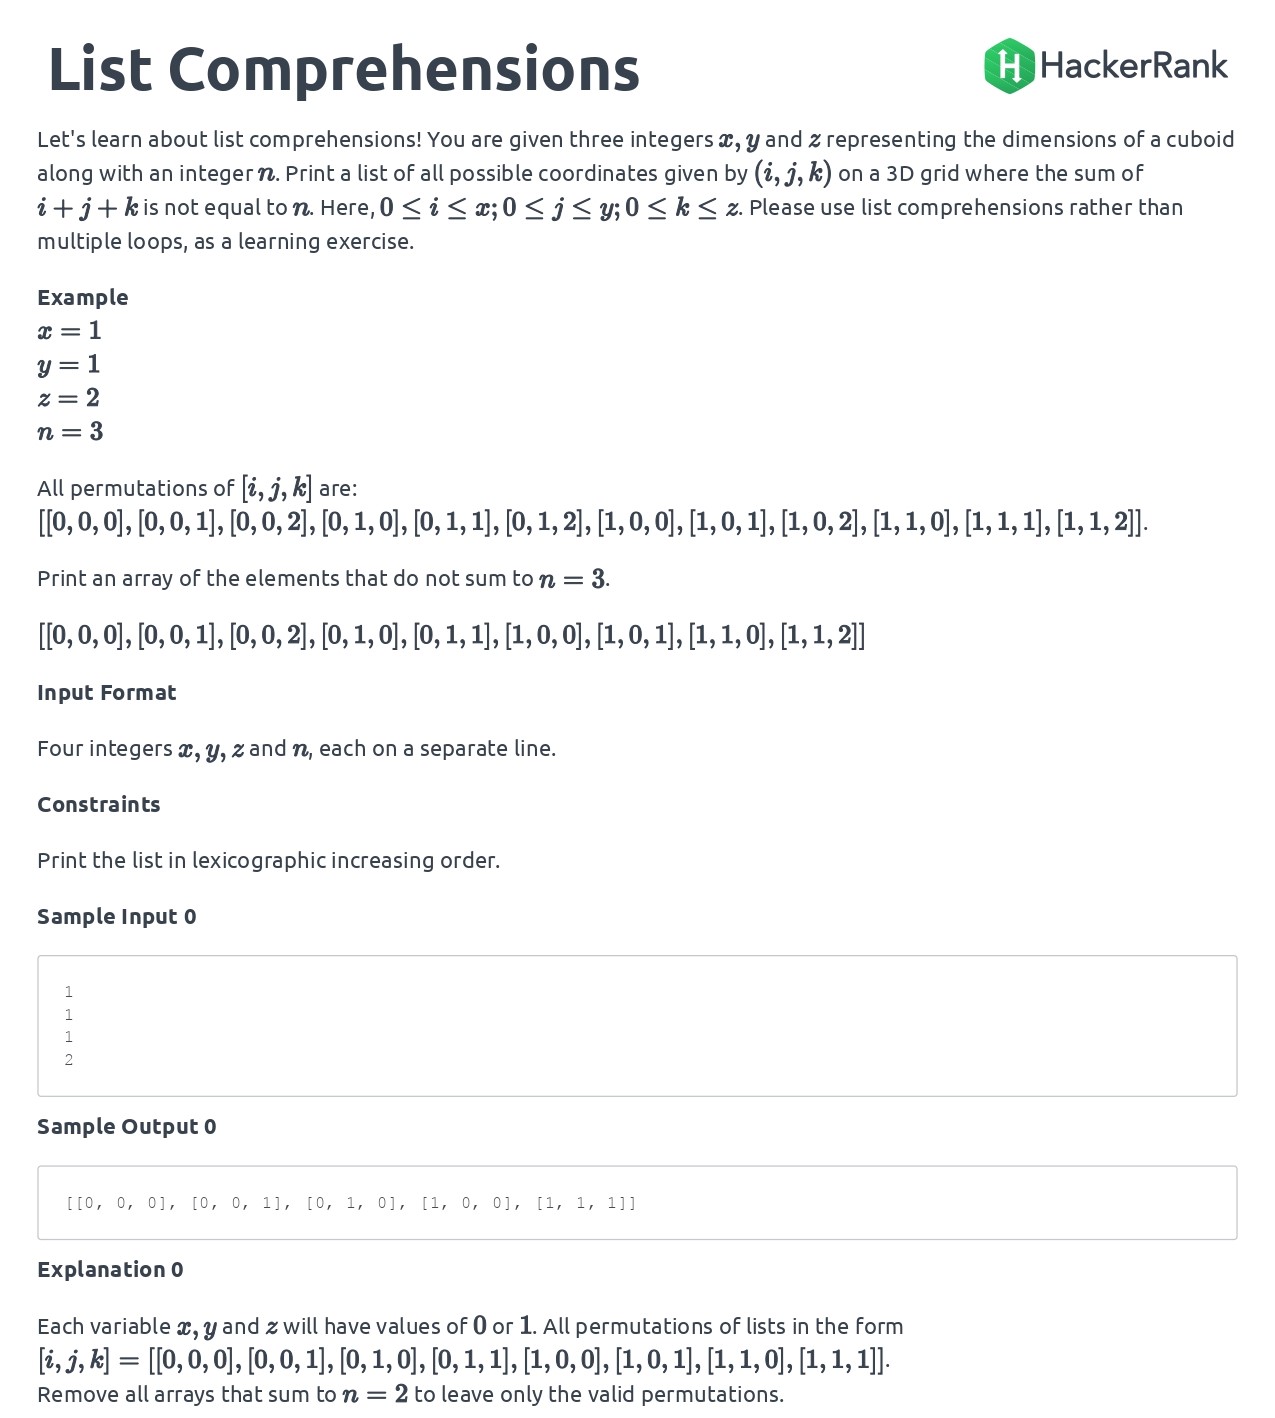 List Comprehensions
HackerRank
Let's learn about list comprehensions! You are given three integers x, y and z representing the dimensions of a cuboid
along with an integer n. Print a list of all possible coordinates given by (i, j, k) on a 3D grid where the sum of
i + j + k is not equal to n. Here, 0 ≤ i ≤ x; 0 ≤ j ≤ y; 0 ≤ k ≤ z. Please use list comprehensions rather than
multiple loops, as a learning exercise.
Example
x = 1
y = 1
z = 2
n = 3
All permutations of [i, j, k] are:
[[0, 0, 0], [0, 0, 1], [0, 0, 2], [0, 1, 0], [0, 1, 1], [0, 1, 2], [1, 0, 0], [1, 0, 1], [1, 0, 2], [1, 1, 0], [1, 1, 1], [1, 1, 2]].
Print an array of the elements that do not sum to n = 3.
[[0, 0, 0], [0, 0, 1], [0, 0, 2], [0, 1, 0], [0, 1, 1], [1, 0, 0], [1, 0, 1], [1, 1, 0], [1, 1, 2]]
Input Format
Four integers x, y, z and n, each on a separate line.
Constraints
Print the list in lexicographic increasing order.
Sample Input 0
1
1
1
2
Sample Output 0
[[0, 0, 0], [0, 0, 1], [0, 1, 0], [1, 0, 0], [1, 1, 1]]
Explanation 0
Each variable x, y and z will have values of 0 or 1. All permutations of lists in the form
[i, j, k] = [[0, 0, 0], [0, 0, 1], [0, 1, 0], [0, 1, 1], [1, 0, 0], [1, 0, 1], [1, 1, 0], [1, 1, 1]].
Remove all arrays that sum to n = 2 to leave only the valid permutations.